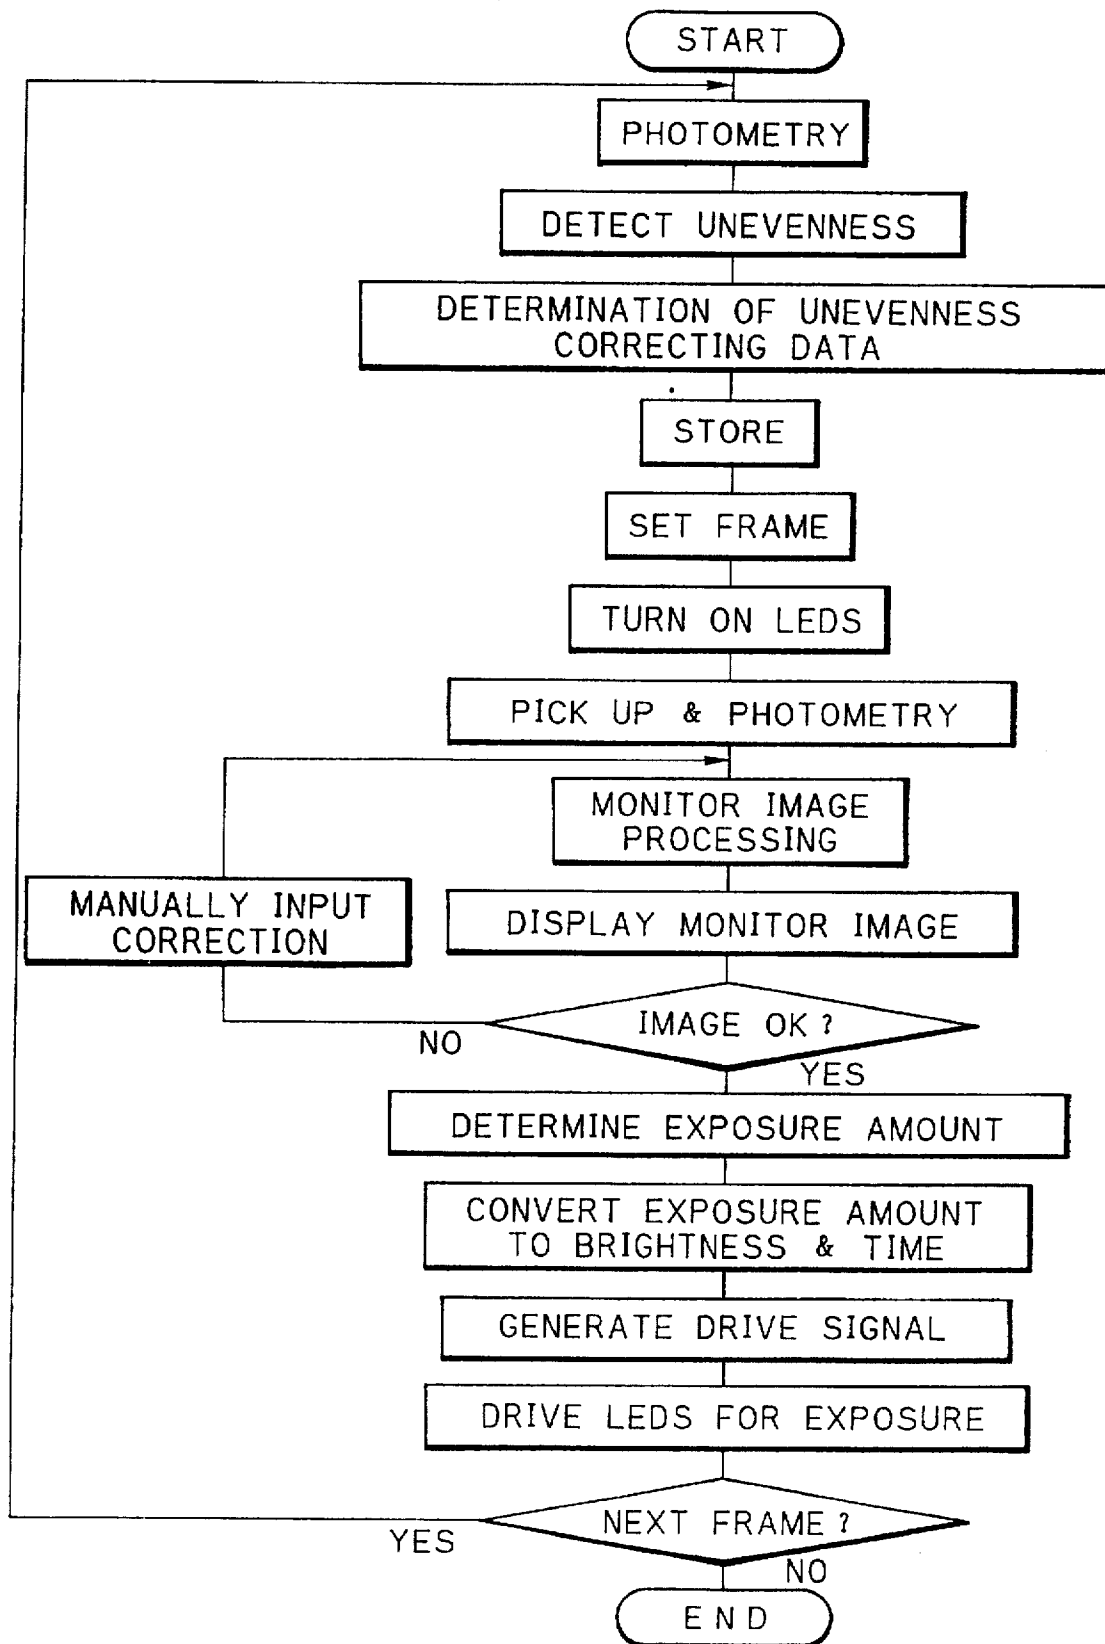 START
PHOTOMETRY
DETECT UNEVENNESS
DETERMINATION OF UNEVENNESS
CORRECTING DATA
STORE
SET FRAME
TURN ON LEDS
PICK UP & PHOTOMETRY
MONITOR IMAGE
PROCESSING
MANUALLY INPUT
CORRECTION
DISPLAY MONITOR IMAGE
IMAGE OK?
NO
YES
DETERMINE EXPOSURE AMOUNT
CONVERT EXPOSURE AMOUNT
TO BRIGHTNESS & TIME
GENERATE DRIVE SIGNAL
DRIVE LEDS FOR EXPOSURE
NEXT FRAME?
YES
NO
END